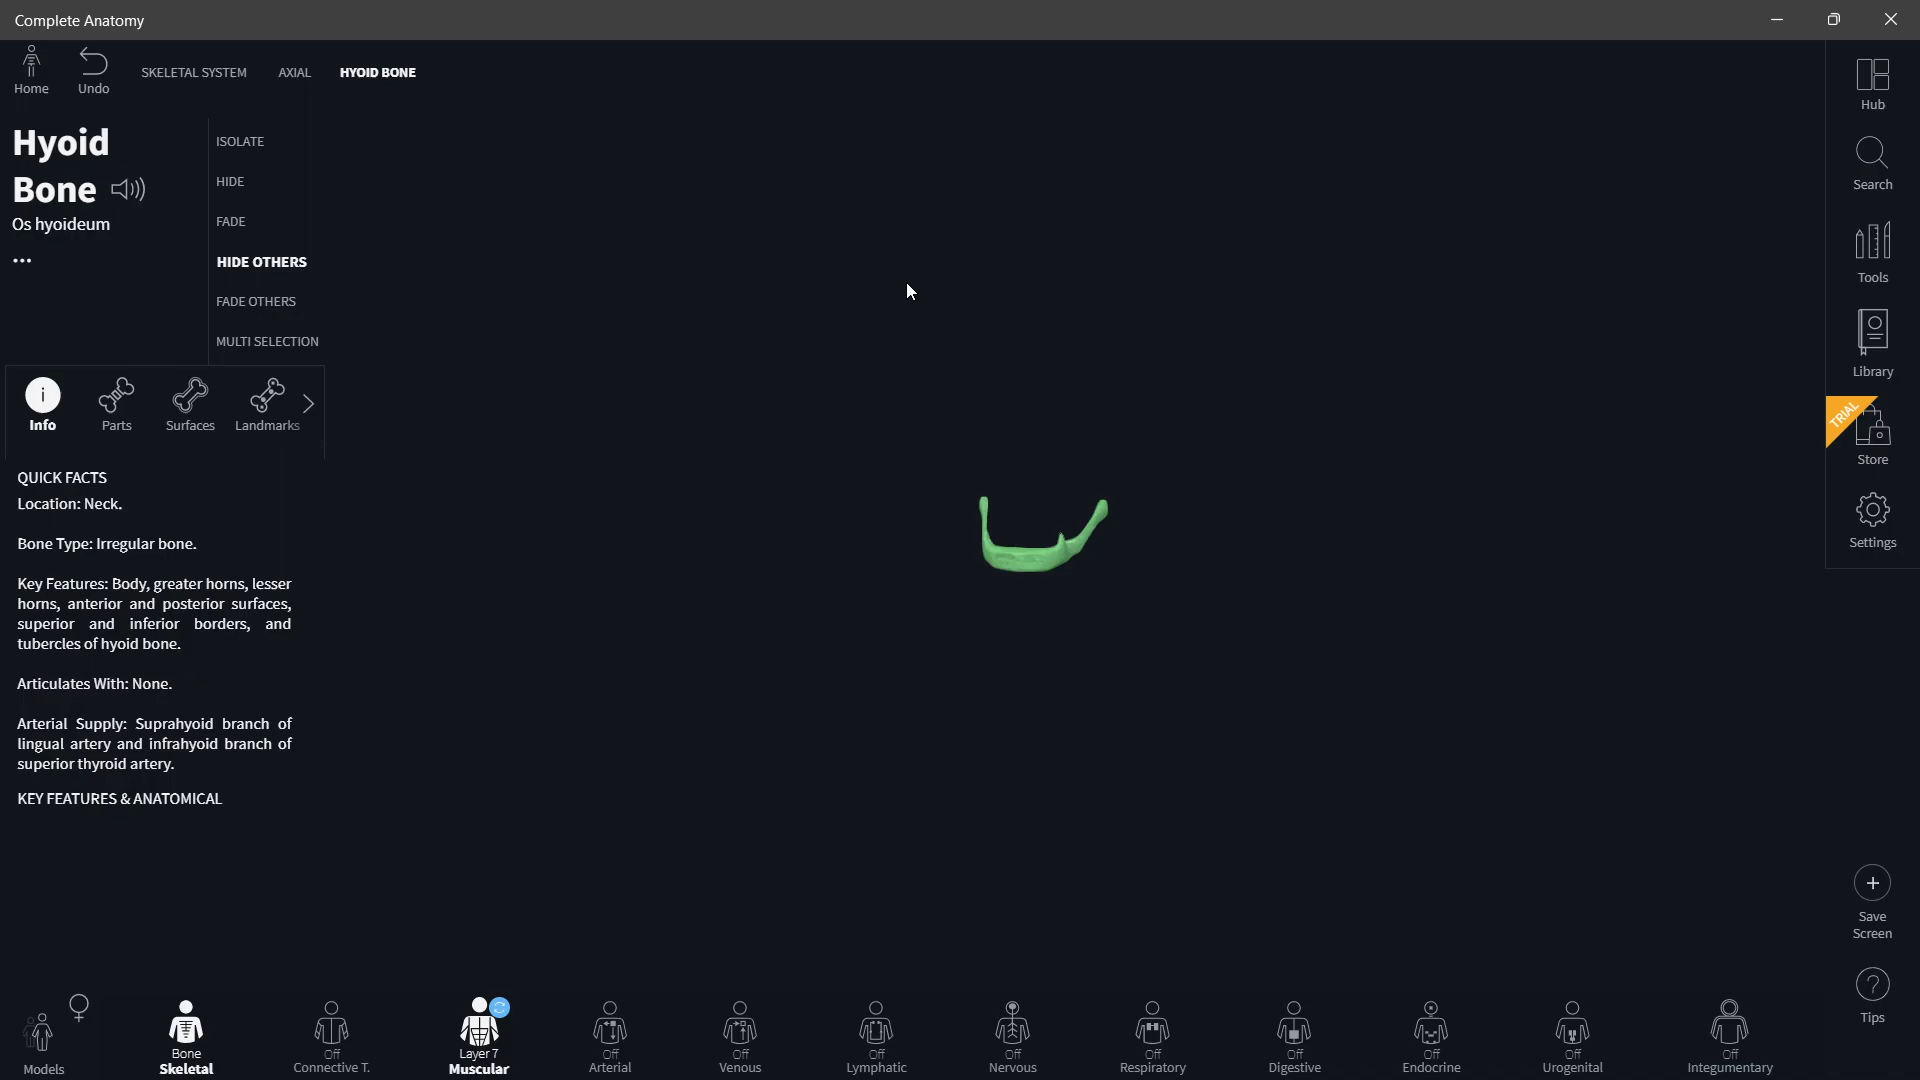 Complete Anatomy
Home
Undo
SKELETAL SYSTEM
AXIAL
HYOID BONE
Hyoid
Bone
Os hyoideum
...
ISOLATE
HIDE
FADE
HIDE OTHERS
FADE OTHERS
MULTI SELECTION
i
Info
Parts
Surfaces
Landmarks
QUICK FACTS
Location: Neck.
Bone Type: Irregular bone.
Key Features: Body, greater horns, lesser
horns, anterior and posterior surfaces,
superior and inferior borders, and
tubercles of hyoid bone.
Articulates With: None.
Arterial Supply: Suprahyoid branch of
lingual artery and infrahyoid branch of
superior thyroid artery.
KEY FEATURES & ANATOMICAL
Hub
Search
Tools
Library
TRIAL
Store
Settings
+
Save
Screen
?
Tips
Models
Bone
Skeletal
Off
Connective T.
Layer 7
Muscular
Off
Arterial
Off
Venous
Off
Lymphatic
Off
Nervous
Off
Respiratory
Off
Digestive
Off
Endocrine
Off
Urogenital
Off
Integumentary